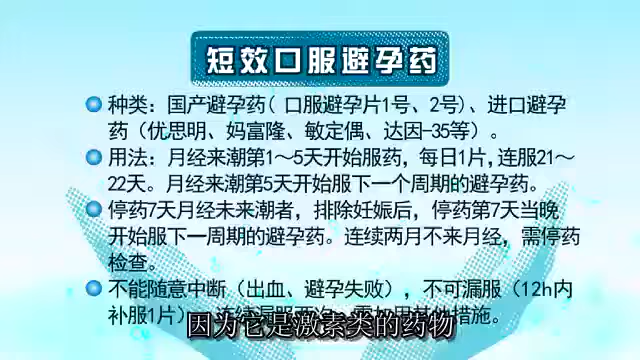 短效口服避孕药
种类：国产避孕药( 口服避孕片1号、2号)、进口避孕
药（优思明、妈富隆、敏定偶、达因-35等）。
用法：月经来潮第1～5天开始服药，每日1片，连服21～
22天。月经来潮第5天开始服下一个周期的避孕药。
停药7天月经未来潮者，排除妊娠后，停药第7天当晚
开始服下一周期的避孕药。连续两月不来月经，需停药
检查。
不能随意中断（出血、避孕失败），不可漏服（12h内
补服1片）
措施。
因为它是激素类的药物